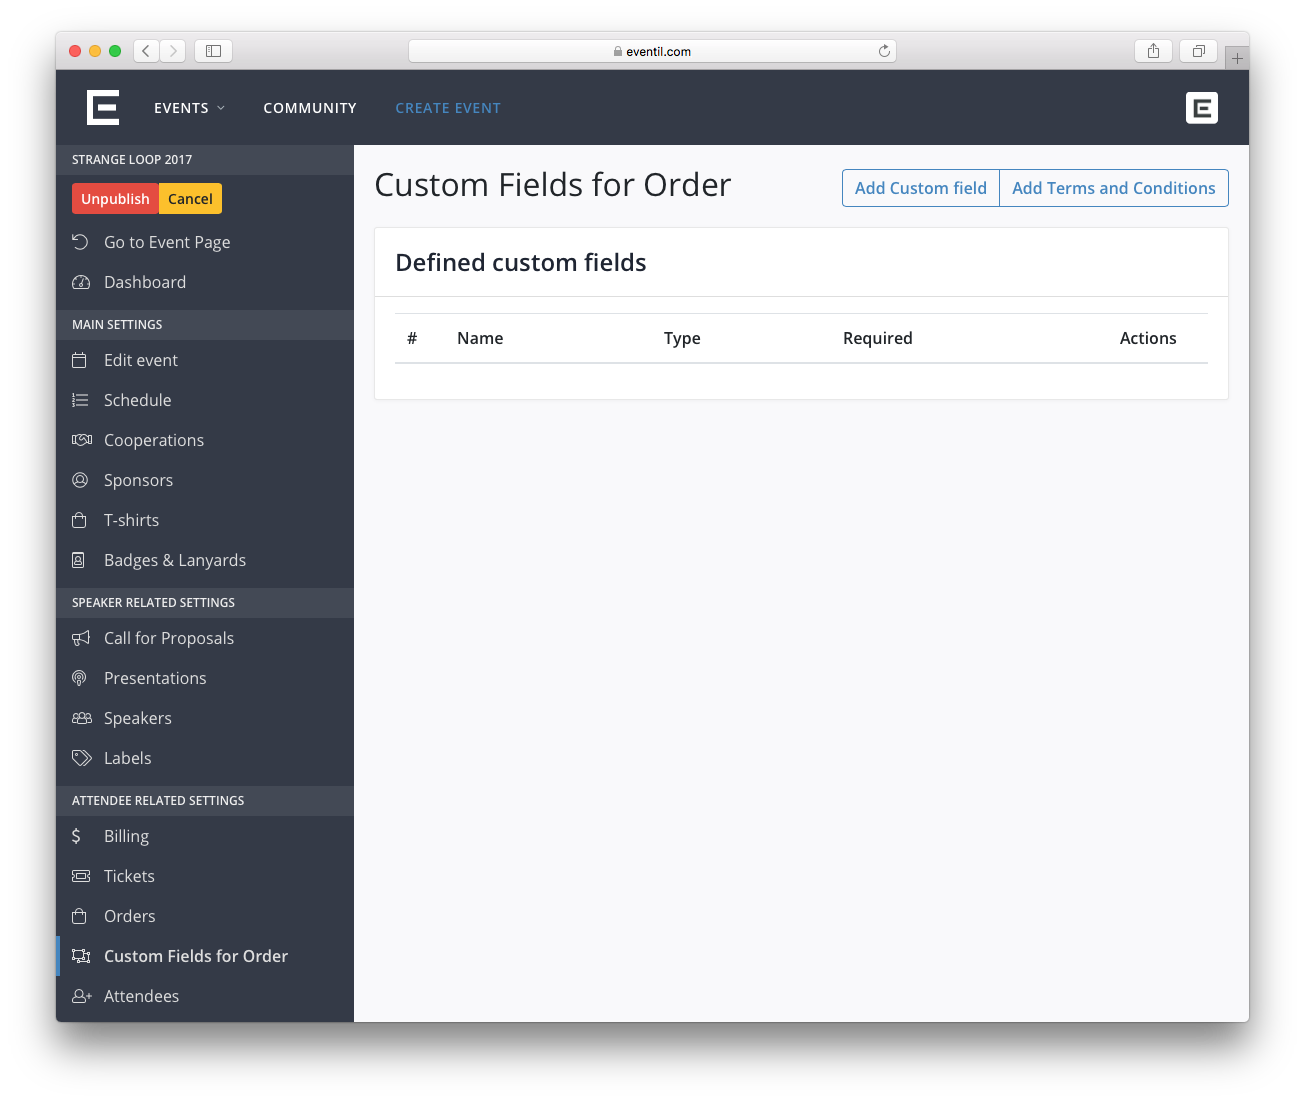 eventil.com
EVENTS
COMMUNITY
CREATE EVENT
STRANGE LOOP 2017
Unpublish
Cancel
Go to Event Page
Dashboard
MAIN SETTINGS
Edit event
Schedule
Cooperations
Sponsors
T-shirts
Badges & Lanyards
SPEAKER RELATED SETTINGS
Call for Proposals
Presentations
Speakers
Labels
ATTENDEE RELATED SETTINGS
Billing
Tickets
Orders
Custom Fields for Order
Attendees
Custom Fields for Order
Add Custom field
Add Terms and Conditions
Defined custom fields
# Name Type Required Actions